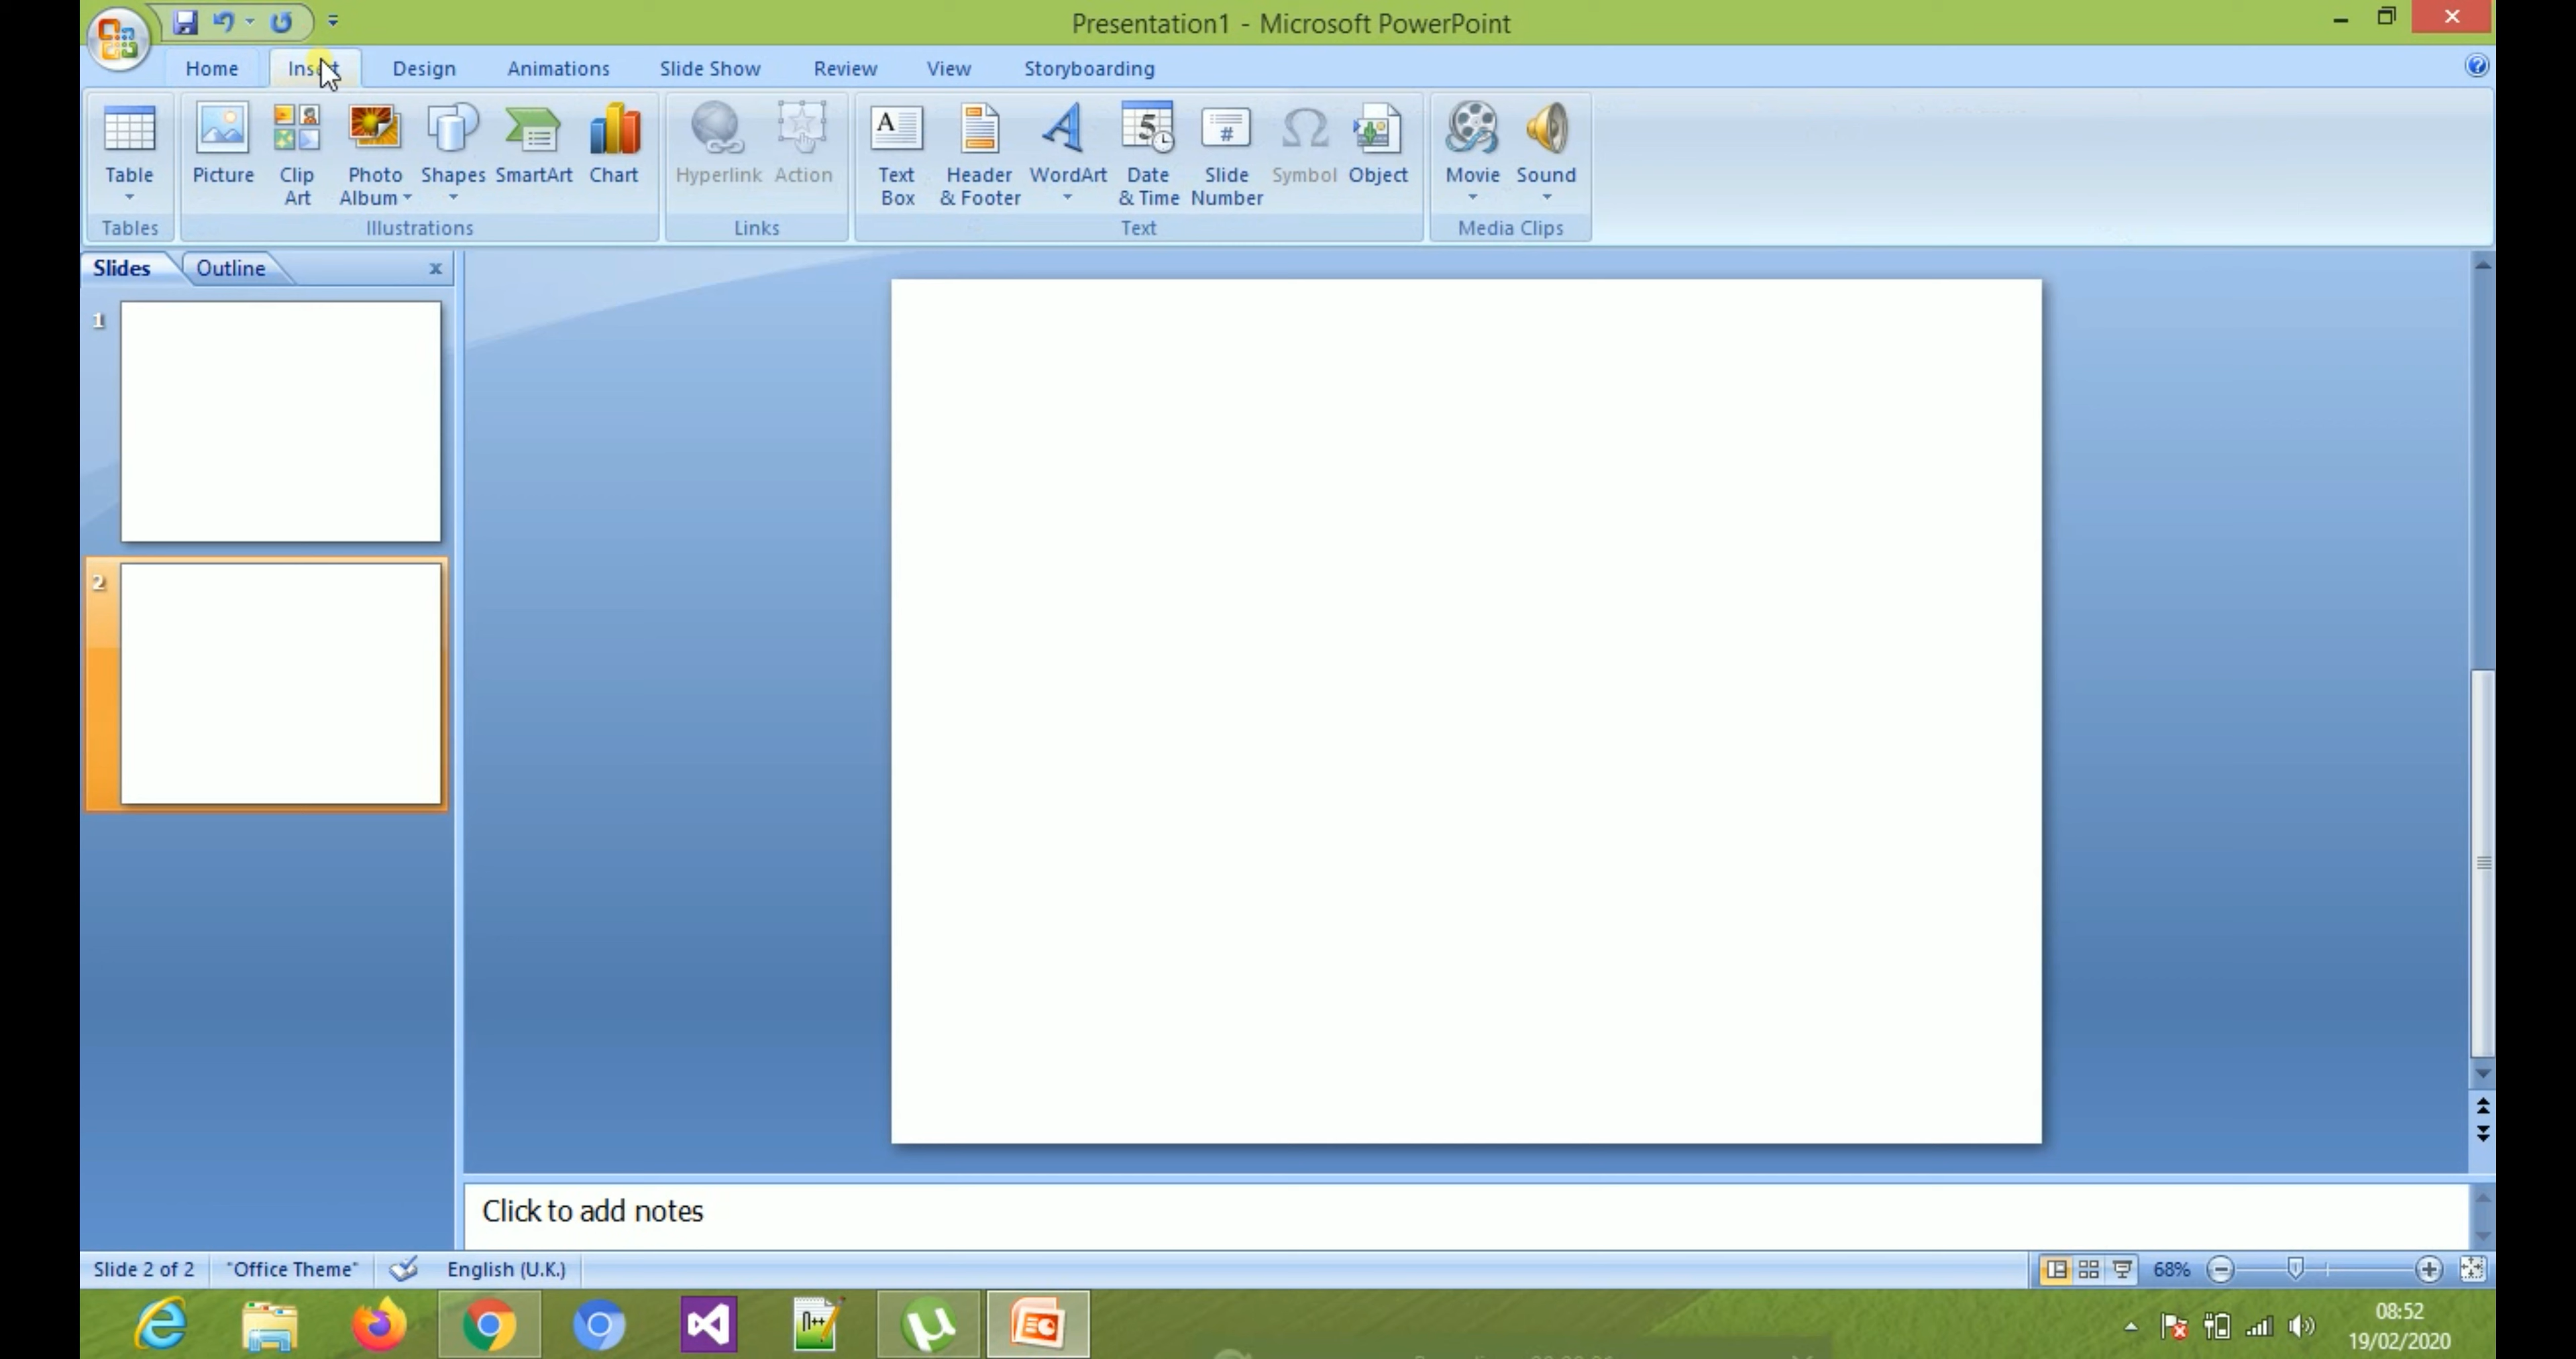 Presentation1 - Microsoft PowerPoint
Home Insert Design Animations Slide Show Review View Storyboarding
Table Picture Clip Art Photo Album Shapes SmartArt Chart Hyperlink Action Text Box Header & Footer WordArt Date & Time Slide Number Symbol Object Movie Sound
Tables Illustrations Links Text Media Clips
Slides Outline
1
2
Click to add notes
Slide 2 of 2 "Office Theme" English (U.K.) 68%
08:52
19/02/2020